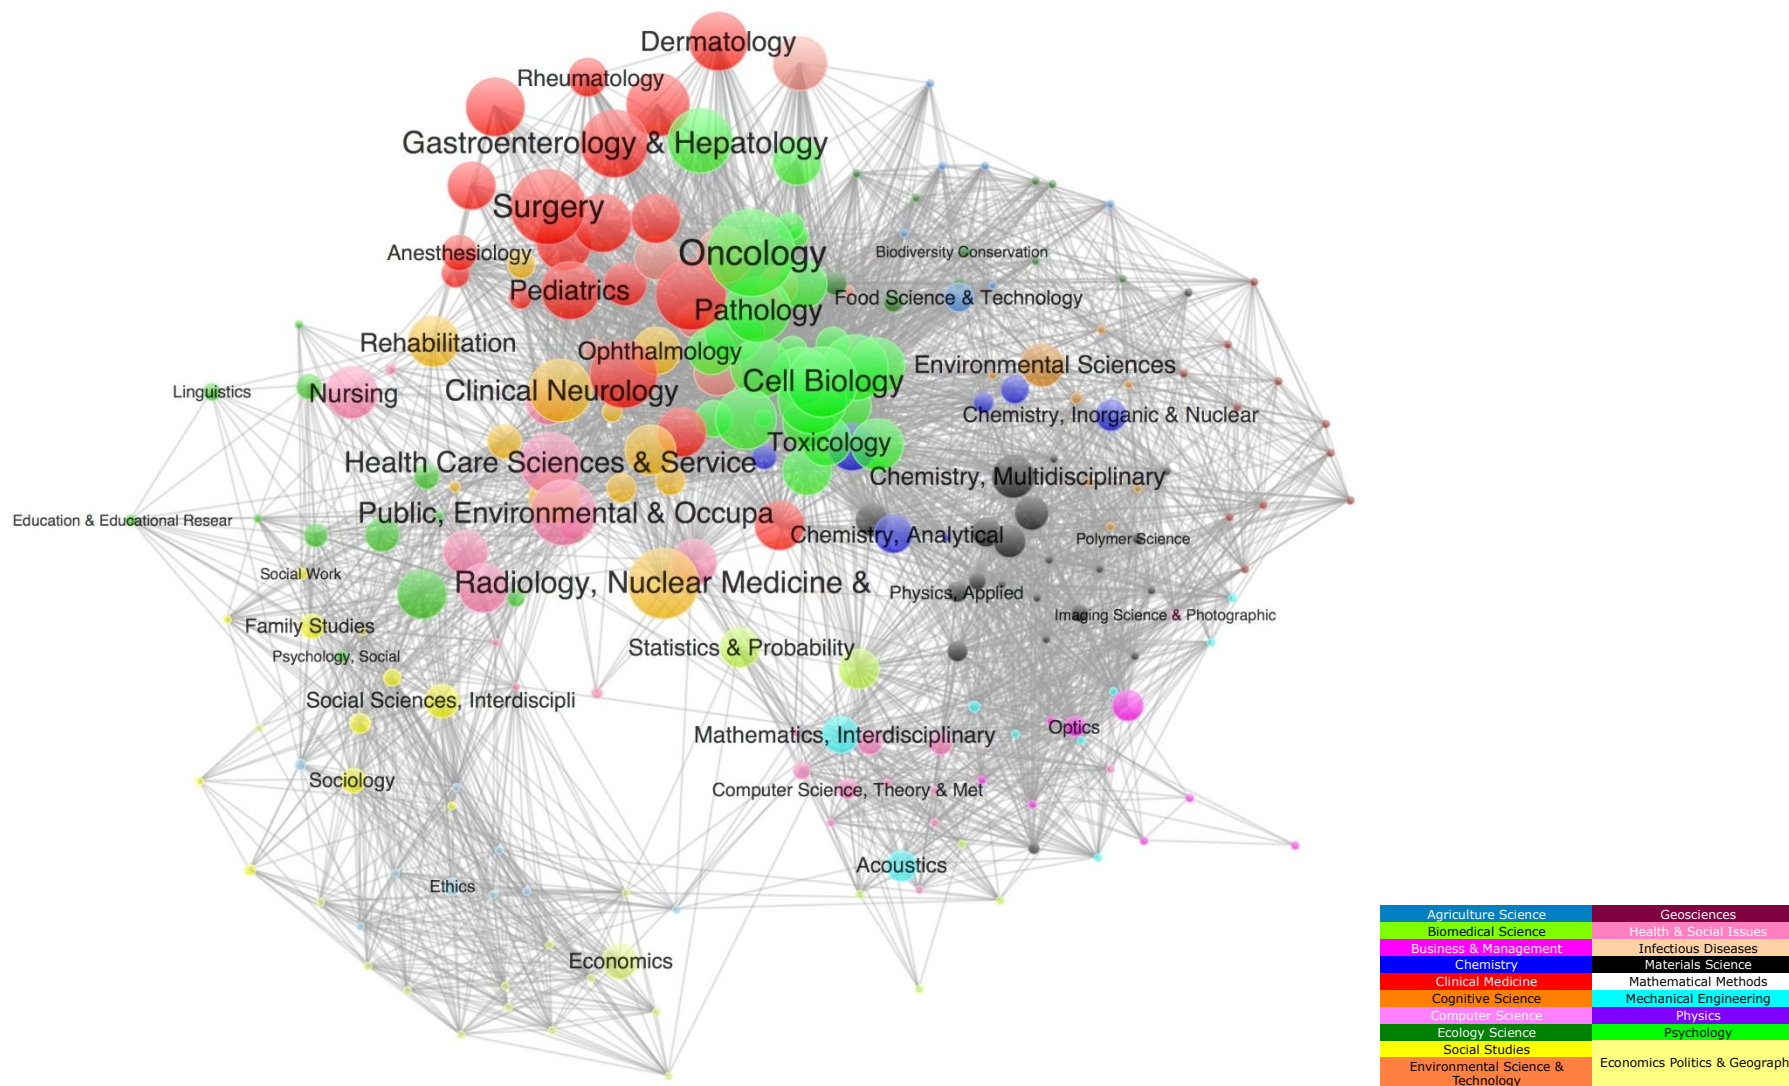 Dermatology
Rheumatology
Gastroenterology & Hepatology
Surgery
Oncology
Anesthesiology
Biodiversity Conservation
Pediatrics
Food Science & Technology
Pathology
Rehabilitation
Ophthalmology
Environmental Sciences
Cell Biology
Linguistics
Nursing
Clinical Neurology
Chemistry, Inorganic & Nuclear
Toxicology
Health Care Sciences & Service
Chemistry, Multidisciplinary
Education & Educational Resear
Public, Environmental & Occupa
Chemistry, Analytical
Polymer Science
Social Work
Radiology, Nuclear Medicine &
Physics, Applied
Imaging Science & Photographic
Family Studies
Statistics & Probability
Psychology, Social
Social Sciences, Interdiscipli
Optics
Mathematics, Interdisciplinary
Sociology
Computer Science, Theory & Met
Acoustics
Ethics
Economics
Agriculture Science
Geosciences
Biomedical Science
Health & Social Issues
Business & Management
Infectious Diseases
Chemistry
Materials Science
Clinical Medicine
Mathematical Methods
Cognitive Science
Mechanical Engineering
Computer Science
Physics
Ecology Science
Psychology
Social Studies
Economics Politics & Geograph
Environmental Science &
Technology